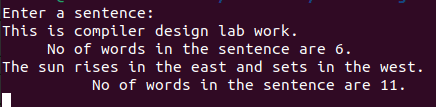 Enter a sentence:
This is compiler design lab work.
No of words in the sentence are 6.
The sun rises in the east and sets in the west.
No of words in the sentence are 11.